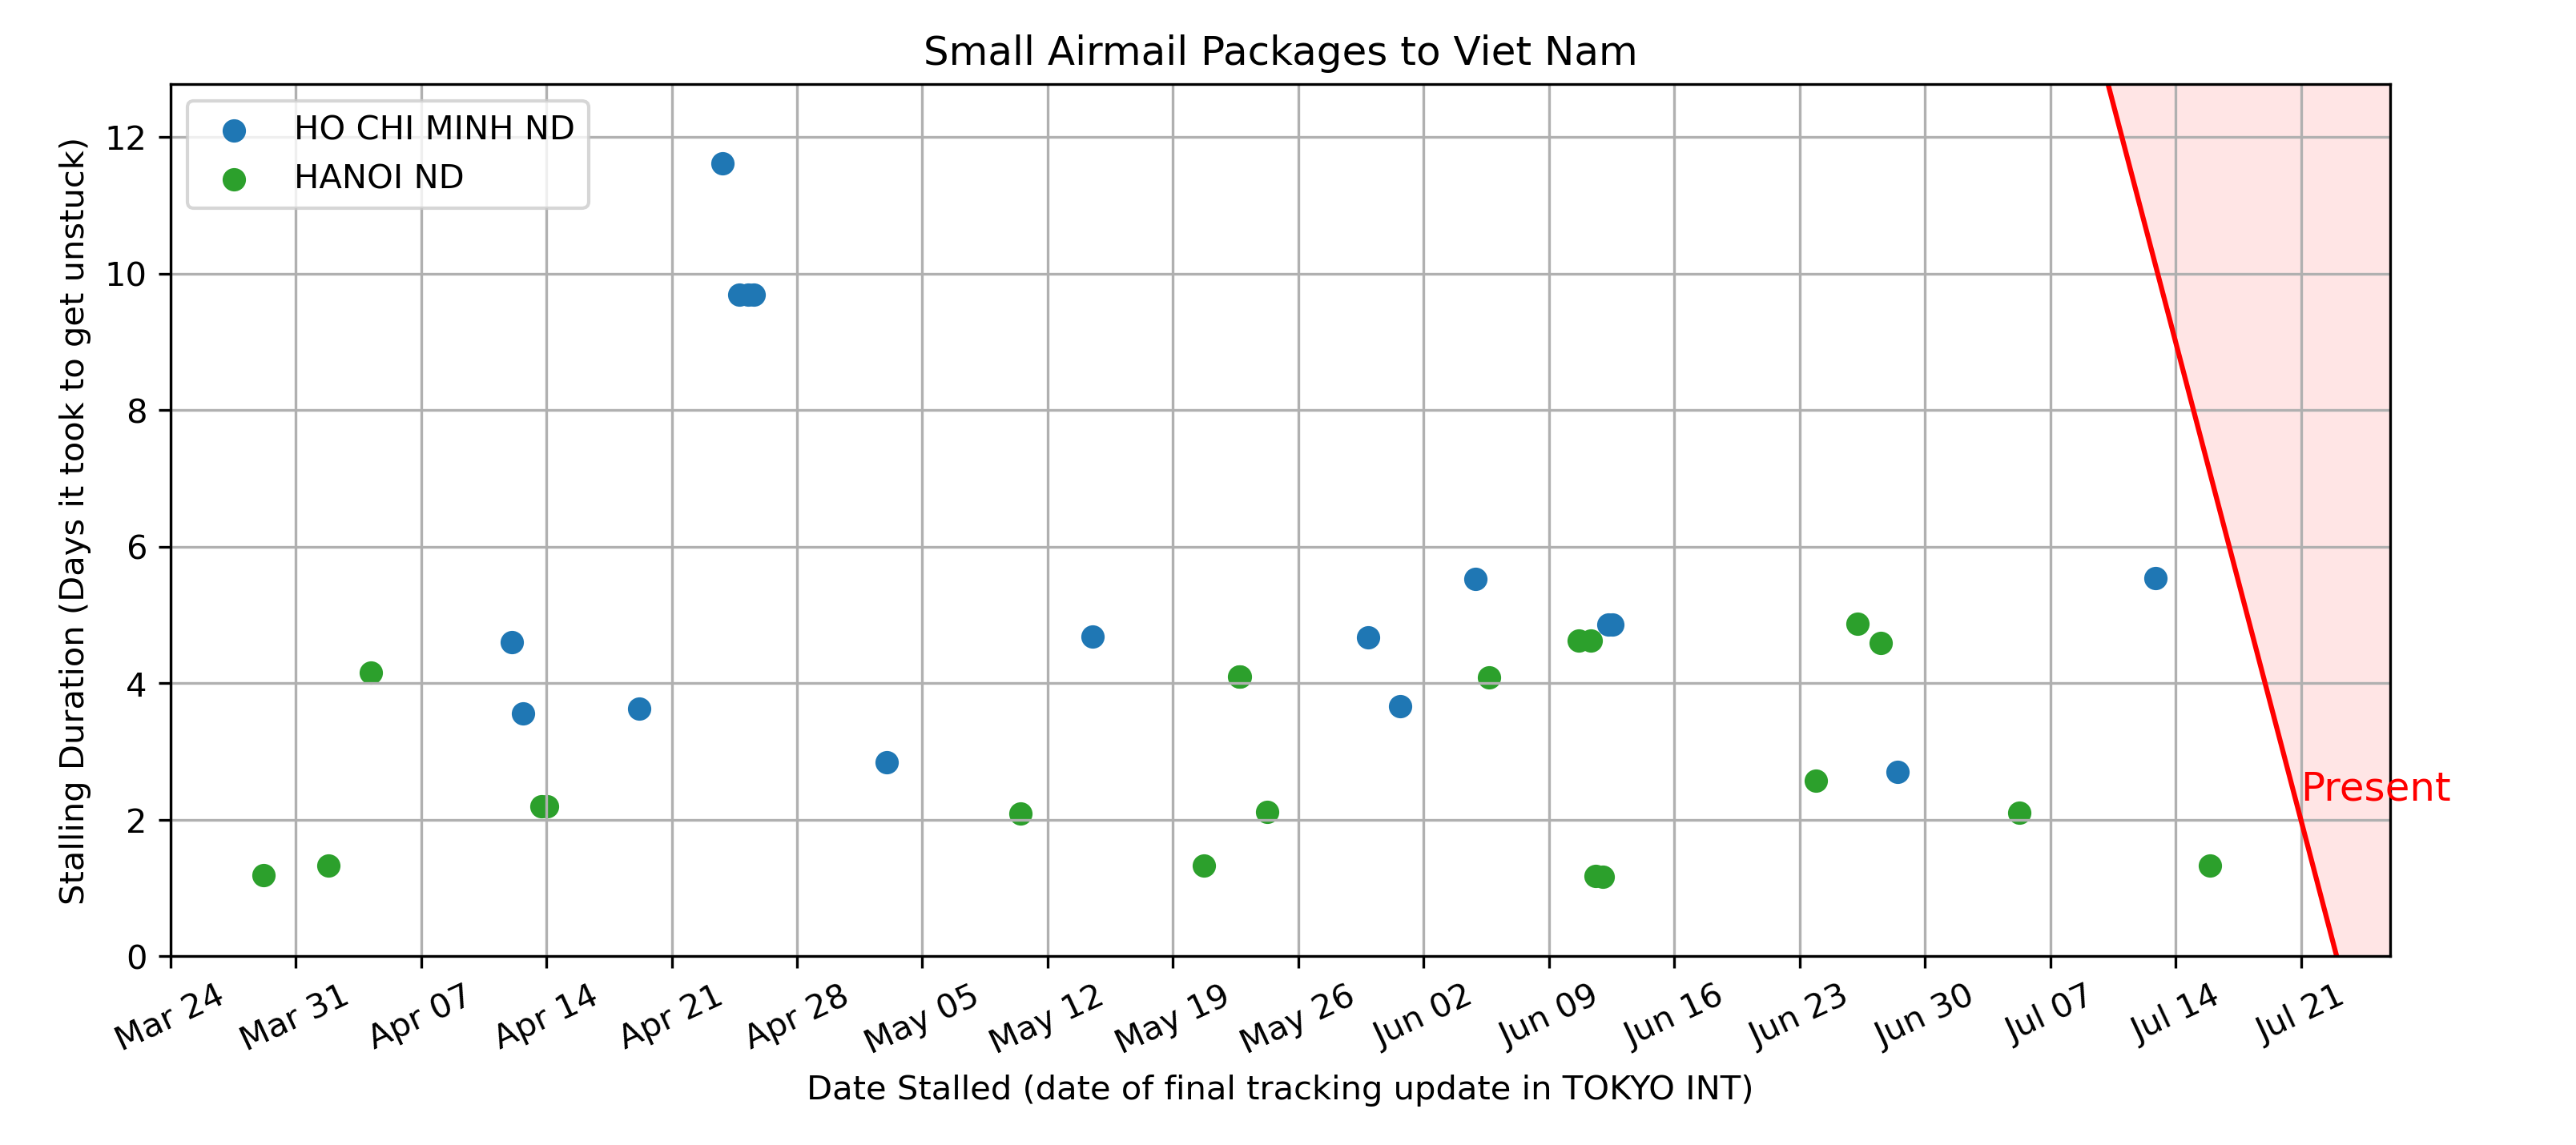 Small Airmail Packages to Viet Nam
HO CHI MINH ND
HANOI ND
Stalling Duration (Days it took to get unstuck)
12
10
8
6
4
2
0
Present
Mar 24
Mar 31
Apr 07
Apr 14
Apr 21
Apr 28
May 05
May 12
May 19
May 26
Jun 02
Jun 09
Jun 16
Jun 23
Jun 30
Jul 07
Jul 14
Jul 21
Date Stalled (date of final tracking update in TOKYO INT)